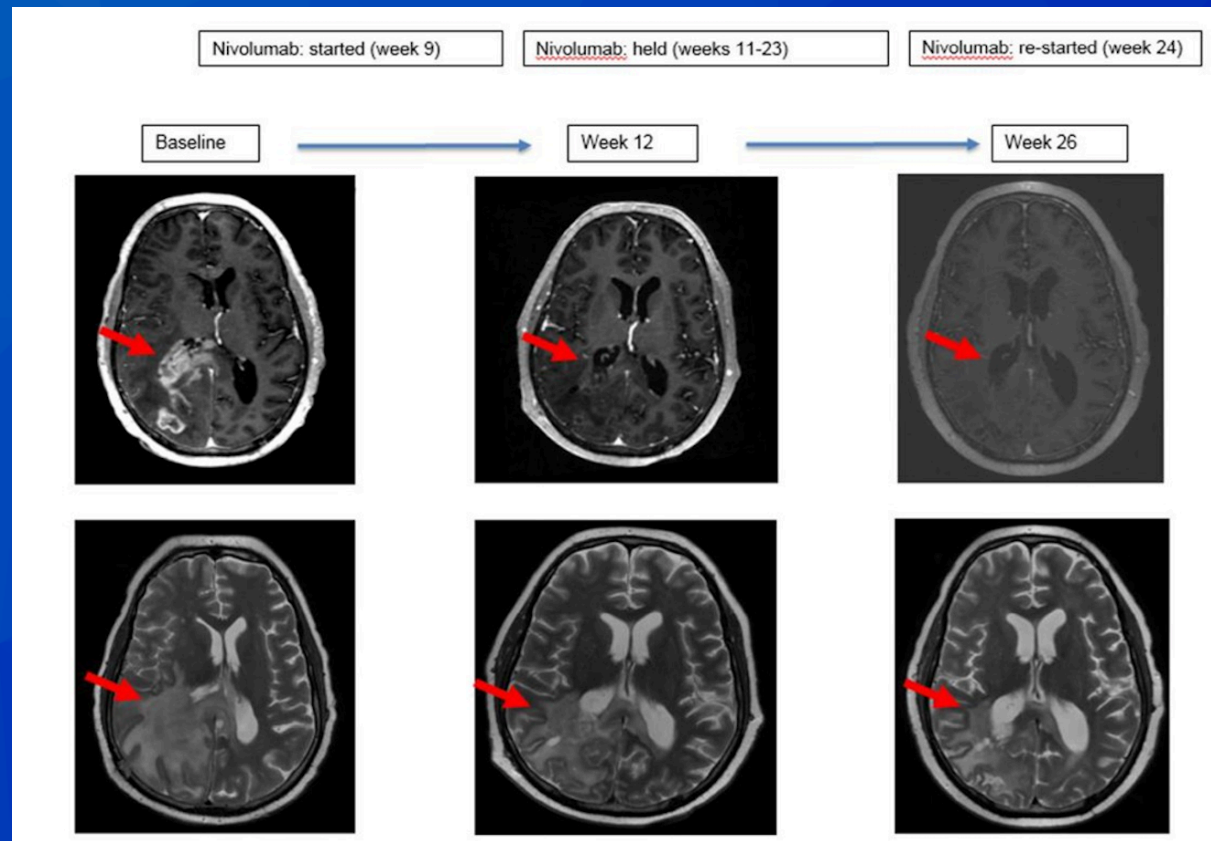 Nivolumab: started (week 9)
Nivolumab: held (weeks 11-23)
Nivolumab: re-started (week 24)
Baseline
Week 12
Week 26